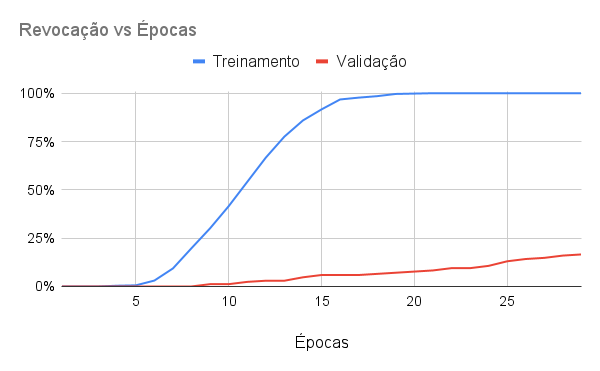 Revocação vs Épocas
Treinamento Validação
100%
75%
50%
25%
0%
5 10 15 20 25
Épocas